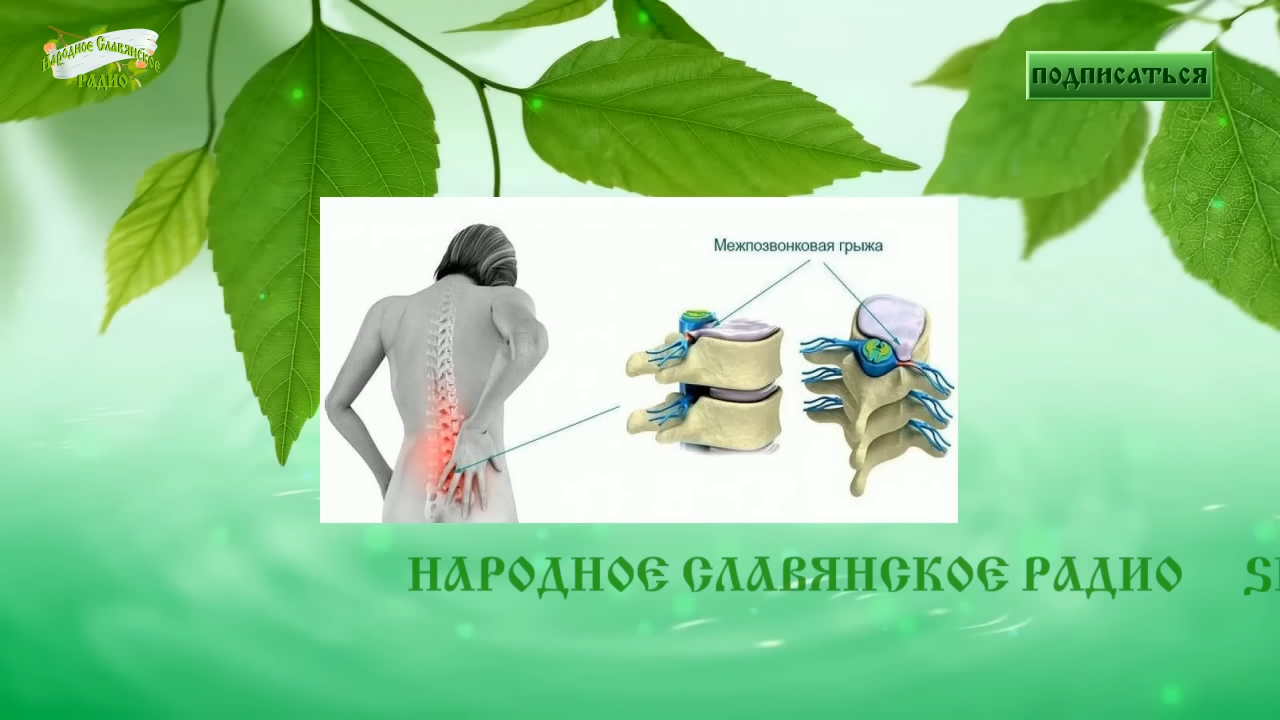 Народное Славянское
Радио
ПОДПИСАТЬСЯ
Межпозвонковая грыжа
НАРОДНОЕ СЛАВЯНСКОЕ РАДИО